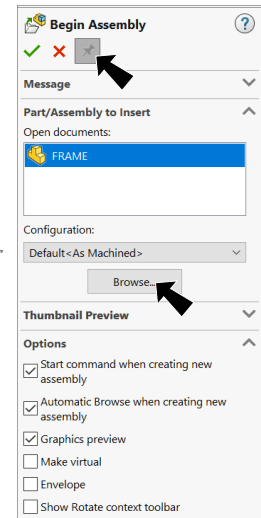 Begin Assembly
?
Message
Part/Assembly to Insert
Open documents:
FRAME
Configuration:
Default<As Machined>
Browse...
Thumbnail Preview
Options
Start command when creating new
assembly
Automatic Browse when creating new
assembly
Graphics preview
Make virtual
Envelope
Show Rotate context toolbar